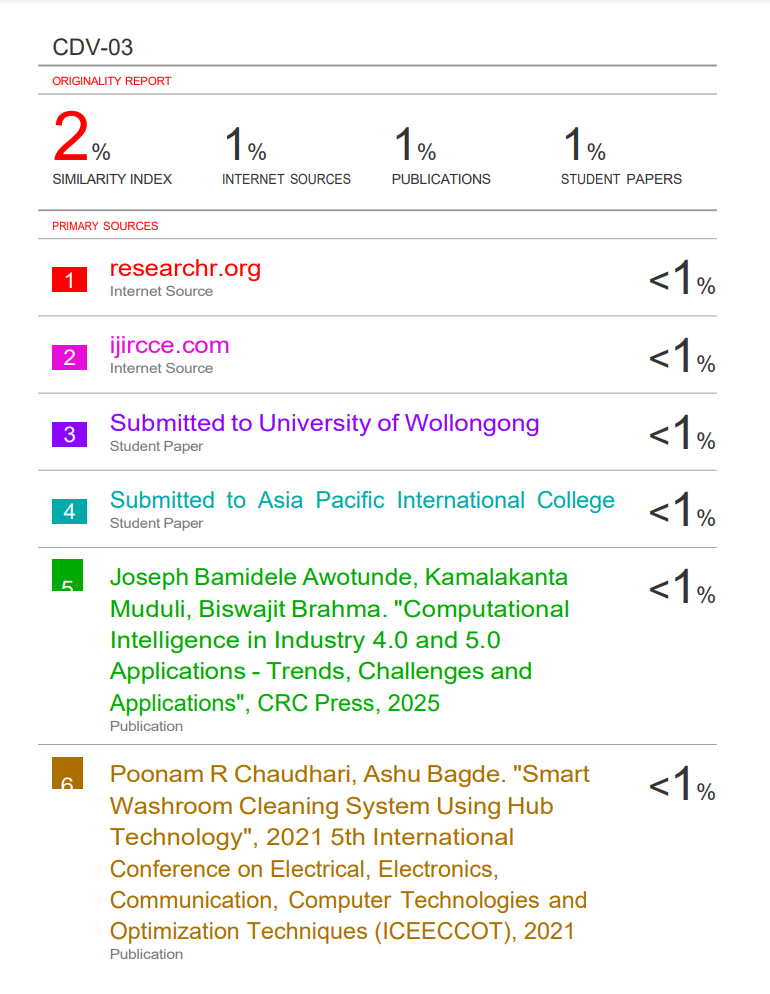 CDV-03
ORIGINALITY REPORT
2%
1%
1%
1%
SIMILARITY INDEX
INTERNET SOURCES
PUBLICATIONS
STUDENT PAPERS
PRIMARY SOURCES
1
researchr.org
Internet Source
<1%
2
ijircce.com
Internet Source
<1%
3
Submitted to University of Wollongong
Student Paper
<1%
4
Submitted to Asia Pacific International College
Student Paper
<1%
5
Joseph Bamidele Awotunde, Kamalakanta
Muduli, Biswajit Brahma. "Computational
Intelligence in Industry 4.0 and 5.0
Applications - Trends, Challenges and
Applications", CRC Press, 2025
Publication
<1%
6
Poonam R Chaudhari, Ashu Bagde. "Smart
Washroom Cleaning System Using Hub
Technology", 2021 5th International
Conference on Electrical, Electronics,
Communication, Computer Technologies and
Optimization Techniques (ICEECCOT), 2021
Publication
<1%